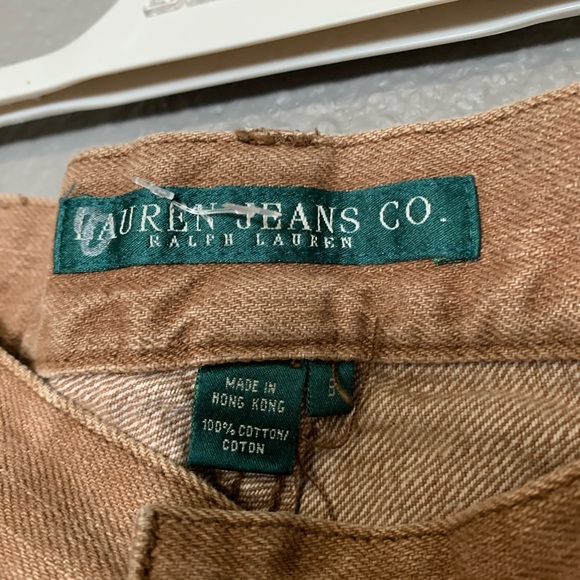 LAUREN JEANS CO.
RALPH LAUREN
MADE IN
HONG KONG
100% COTTON/
COTON